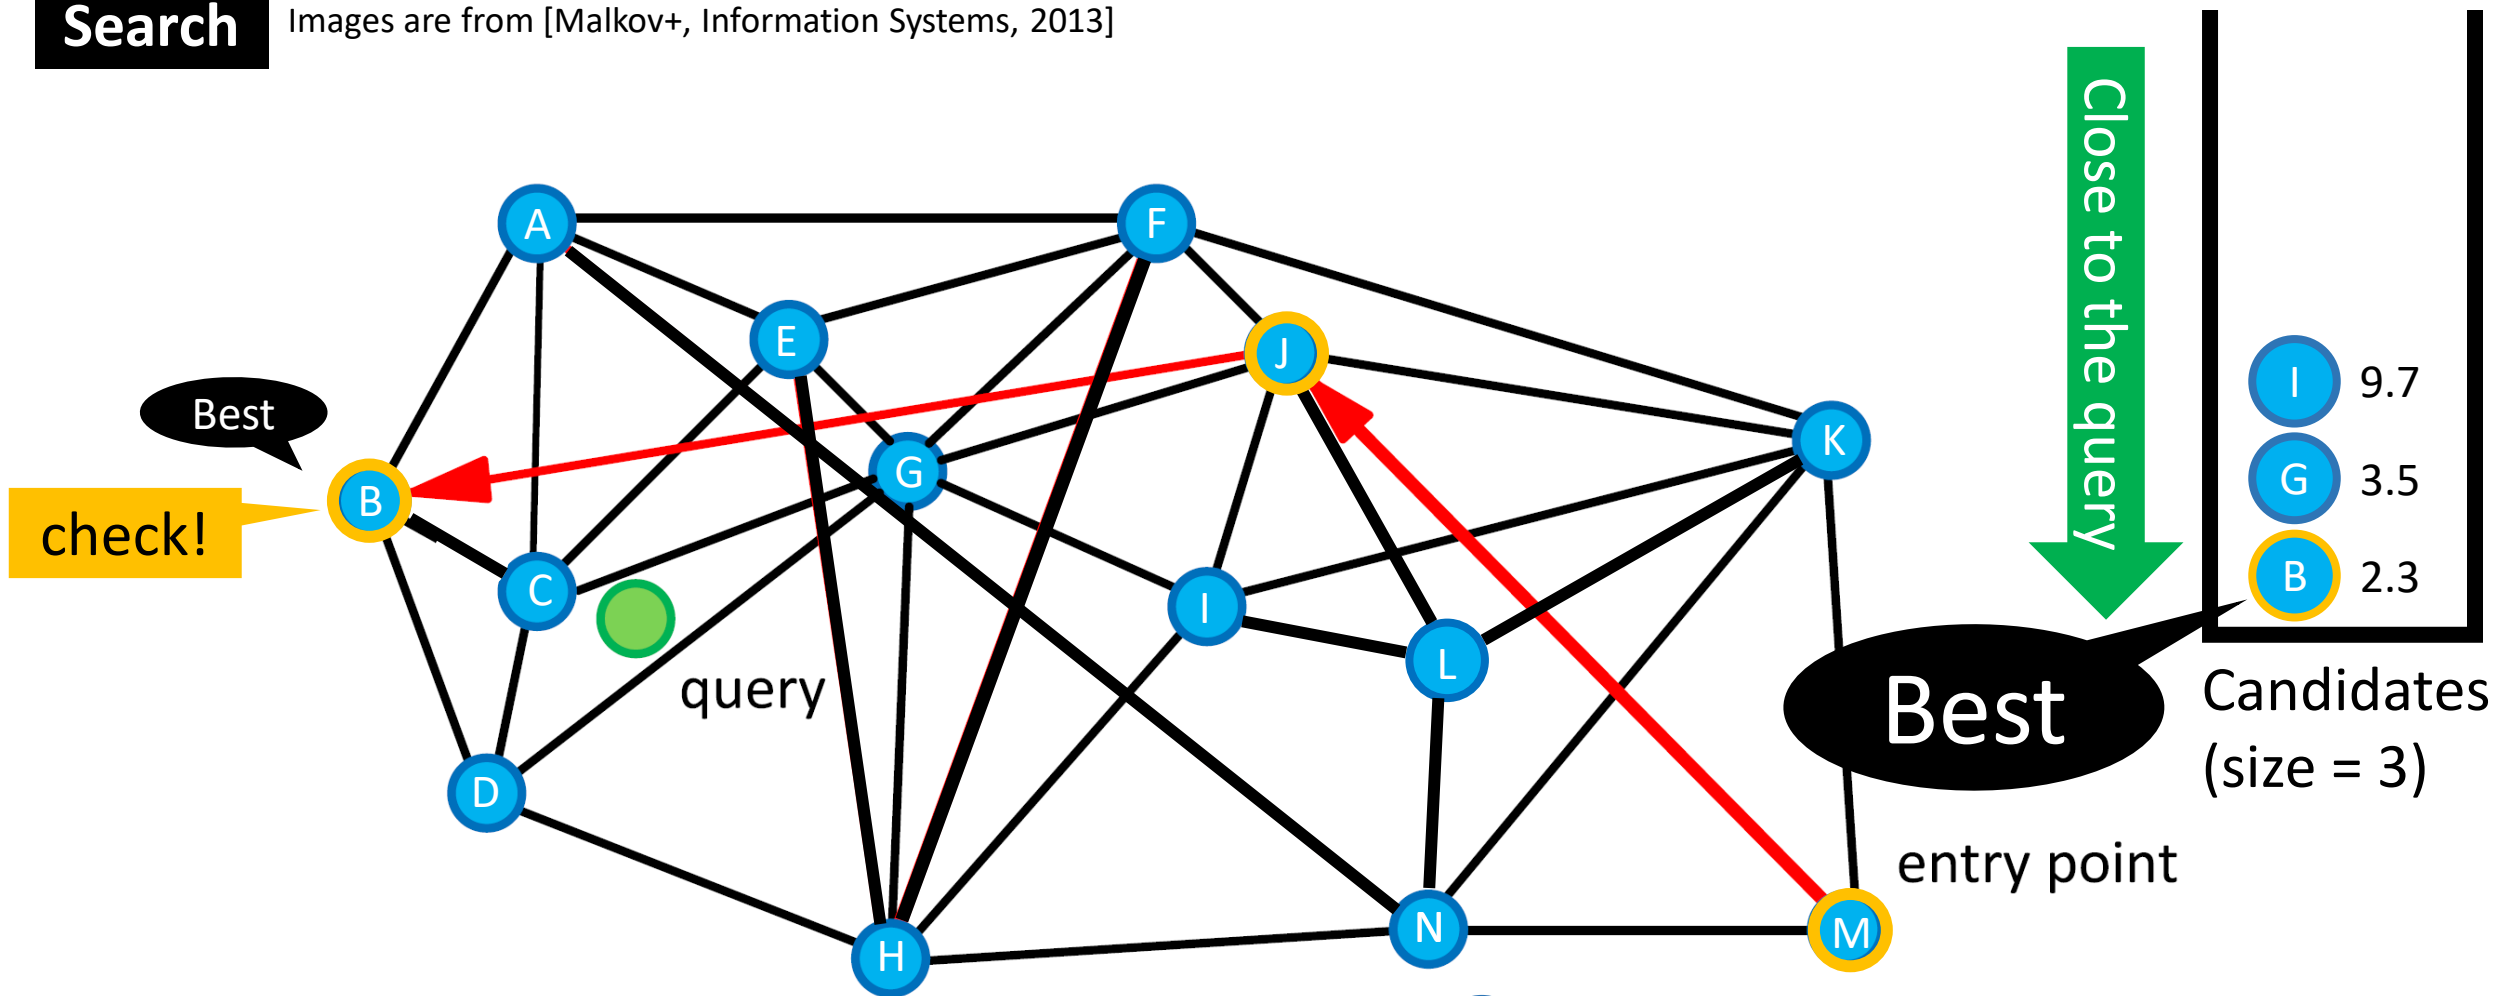 Search
Images are from [Malkov+, Information Systems, 2013]
Close to the query
A
F
E
J
I 9.7
Best
K
G
G 3.5
B
check!
B 2.3
C
I
L
query
Best
Candidates
(size = 3)
D
entry point
N
M
H